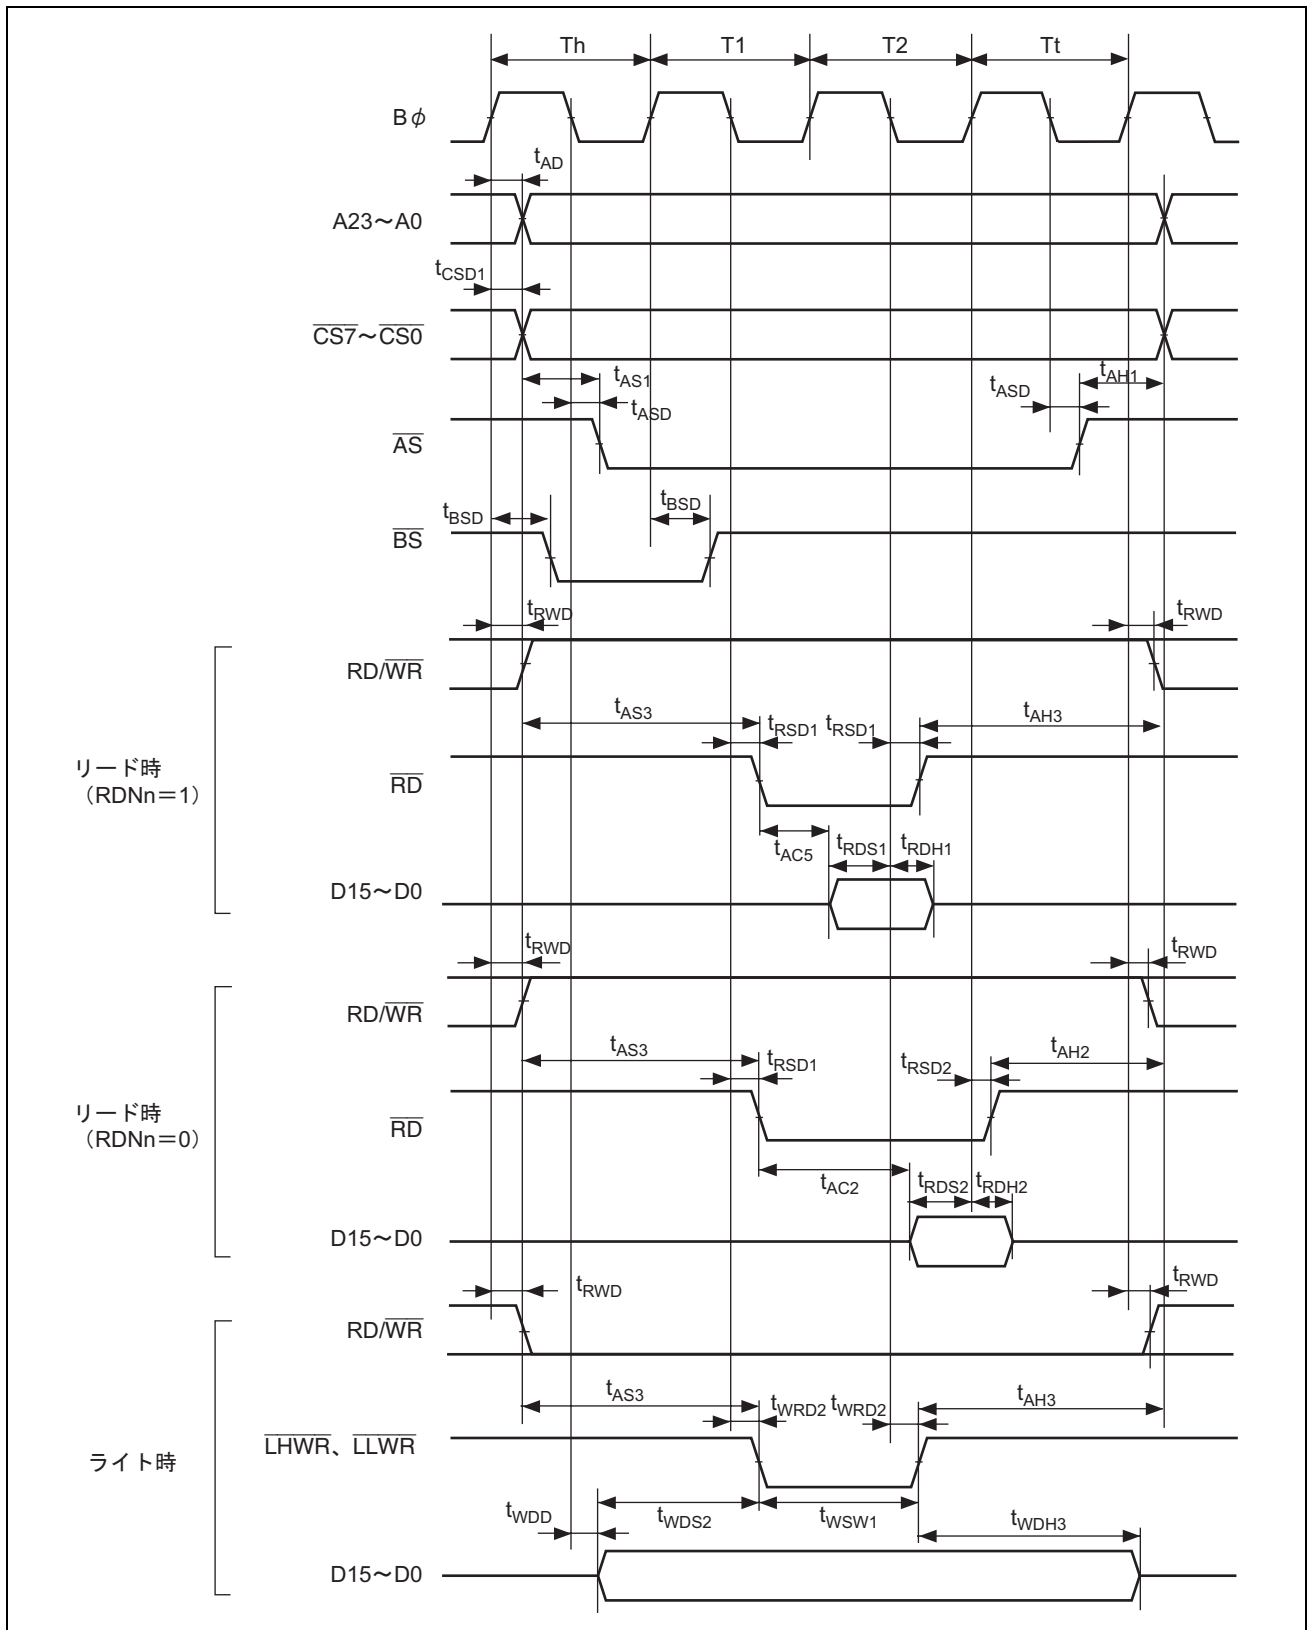 Th T1 T2 Tt
Bφ
tAD
A23～A0
tCSD1
CS7～CS0
tAS1 tAH1
tASD tASD
AS
tBSD tBSD
BS
tRWD tRWD
RD/WR
tAS3 tRSD1 tRSD1 tAH3
リード時
（RDNn＝1）
RD
tAC5 tRDS1 tRDH1
D15～D0
tRWD tRWD
RD/WR
tAS3 tRSD1 tRSD2 tAH2
リード時
（RDNn＝0）
RD
tAC2 tRDS2 tRDH2
D15～D0
tRWD tRWD
RD/WR
tAS3 tWRD2 tWRD2 tAH3
ライト時
LHWR、LLWR
tWDD tWDS2 tWSW1 tWDH3
D15～D0